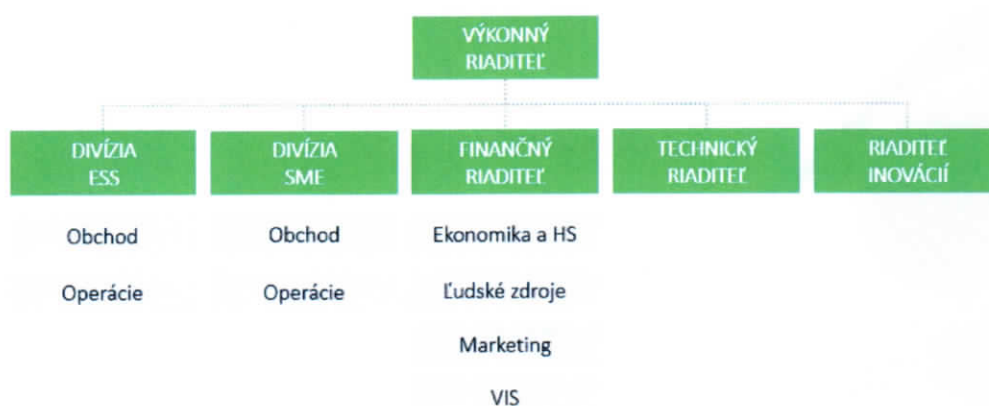 VÝKONNÝ
RIADITEĽ
DIVÍZIA
ESS
DIVÍZIA
SME
FINANČNÝ
RIADITEĽ
TECHNICKÝ
RIADITEĽ
RIADITEĽ
INOVÁCIÍ
Obchod
Obchod
Ekonomika a HS
Operácie
Operácie
Ľudské zdroje
Marketing
VIS